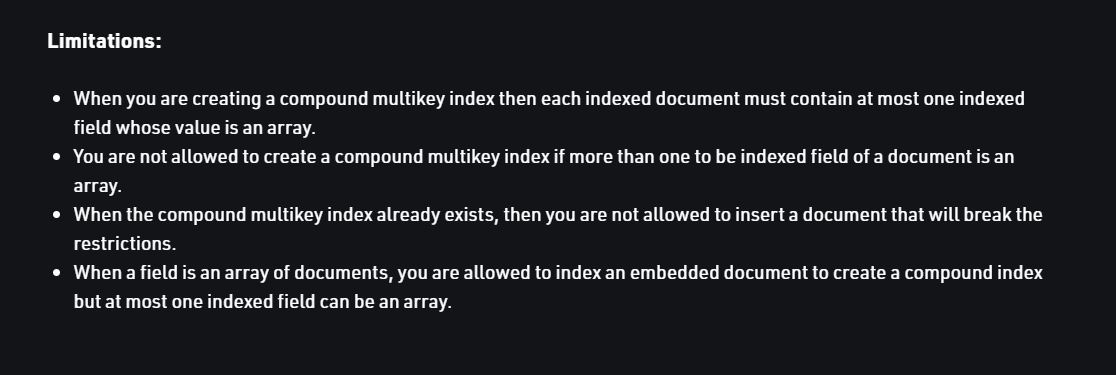 Limitations:
• When you are creating a compound multikey index then each indexed document must contain at most one indexed
field whose value is an array.
• You are not allowed to create a compound multikey index if more than one to be indexed field of a document is an
array.
• When the compound multikey index already exists, then you are not allowed to insert a document that will break the
restrictions.
• When a field is an array of documents, you are allowed to index an embedded document to create a compound index
but at most one indexed field can be an array.